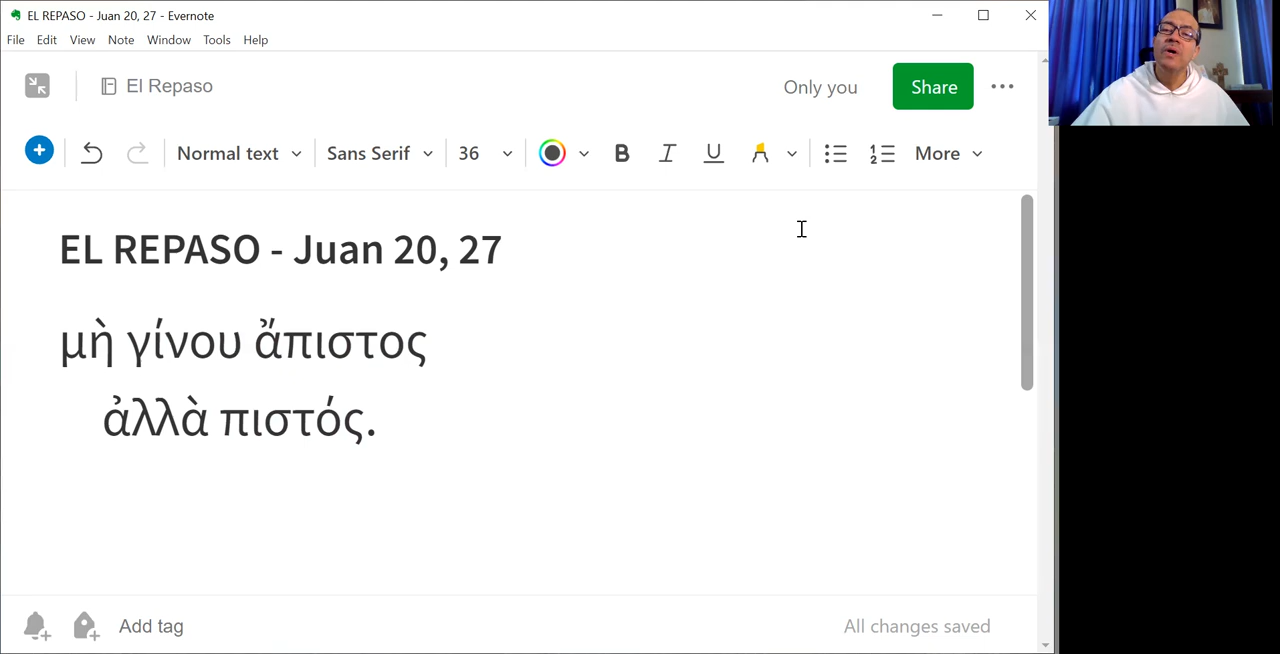 EL REPASO - Juan 20, 27 - Evernote
File Edit View Note Window Tools Help
El Repaso
Only you
Share
Normal text
Sans Serif
36
B I U
More
EL REPASO - Juan 20, 27
μὴ γίνου ἄπιστος
ἀλλὰ πιστός.
Add tag
All changes saved